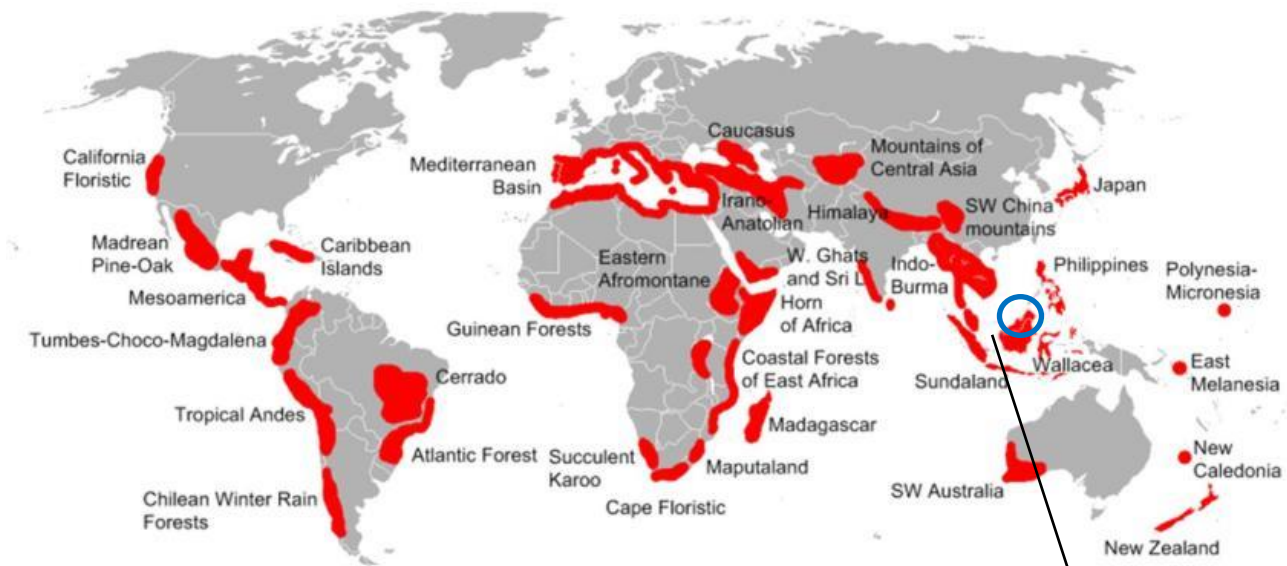 California
Floristic
Madrean
Pine-Oak
Mesoamerica
Caribbean
Islands
Tumbes-Choco-Magdalena
Tropical Andes
Chilean Winter Rain
Forests
Cerrado
Atlantic Forest
Mediterranean
Basin
Caucasus
Mountains of
Central Asia
Irano-
Anatolian
Himalaya
SW China
mountains
Japan
Eastern
Afromontane
W. Ghats
and Sri L
Horn
of Africa
Indo-
Burma
Philippines
Polynesia-
Micronesia
Guinean Forests
Coastal Forests
of East Africa
Madagascar
Sundaland
Wallacea
East
Melanesia
Succulent
Karoo
Cape Floristic
Maputaland
SW Australia
New
Caledonia
New Zealand